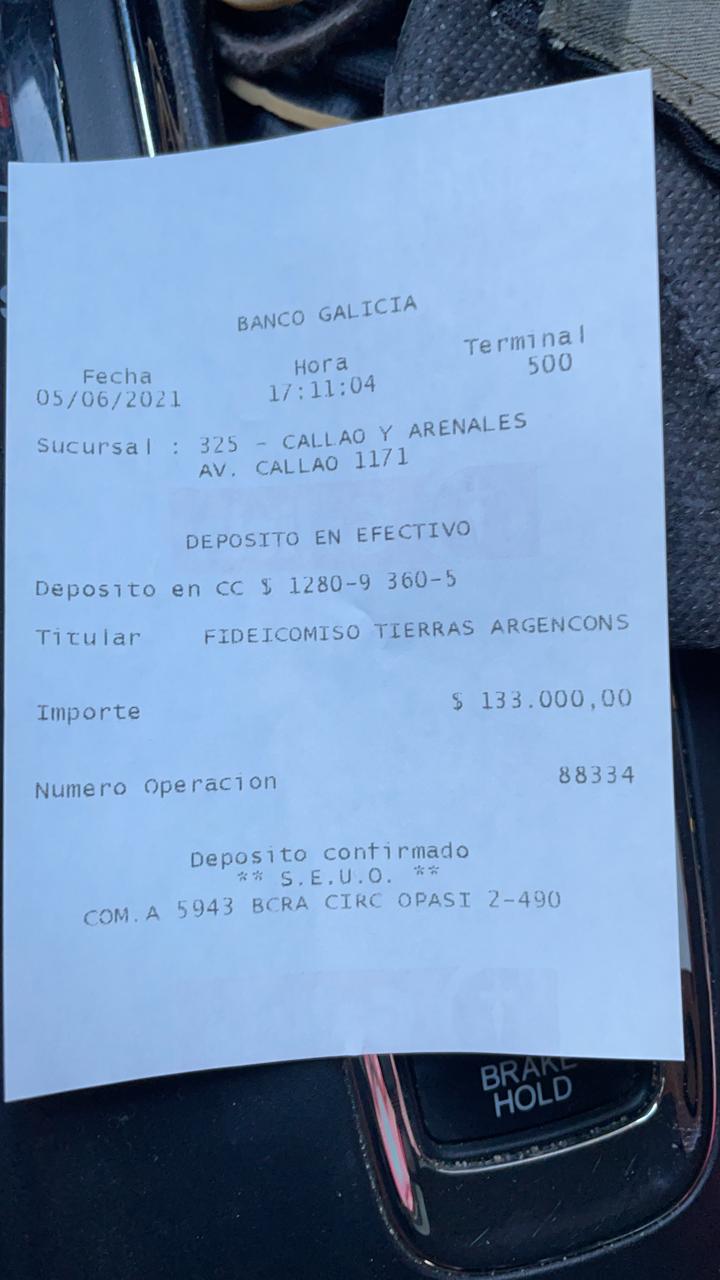 BANCO GALICIA
Fecha Hora Terminal
05/06/2021 17:11:04 500
Sucursal : 325 - CALLAO Y ARENALES
AV. CALLAO 1171
DEPOSITO EN EFECTIVO
Deposito en CC $ 1280-9 360-5
Titular FIDEICOMISO TIERRAS ARGENCONS
Importe $ 133.000,00
Numero Operacion 88334
Deposito confirmado
** S.E.U.O. **
COM.A 5943 BCRA CIRC OPASI 2-490
BRAKE
HOLD